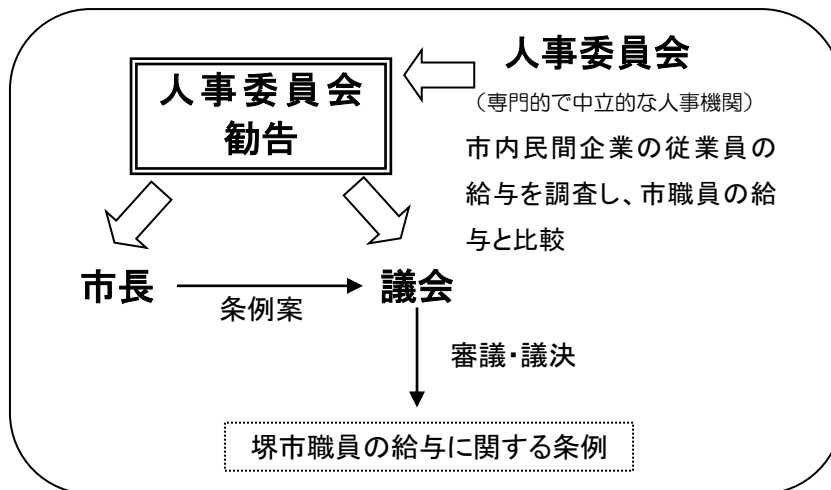 人事委員会
（専門的で中立的な人事機関）
市内民間企業の従業員の
給与を調査し、市職員の給
与と比較
人事委員会
勧告
市長
条例案
議会
審議・議決
堺市職員の給与に関する条例